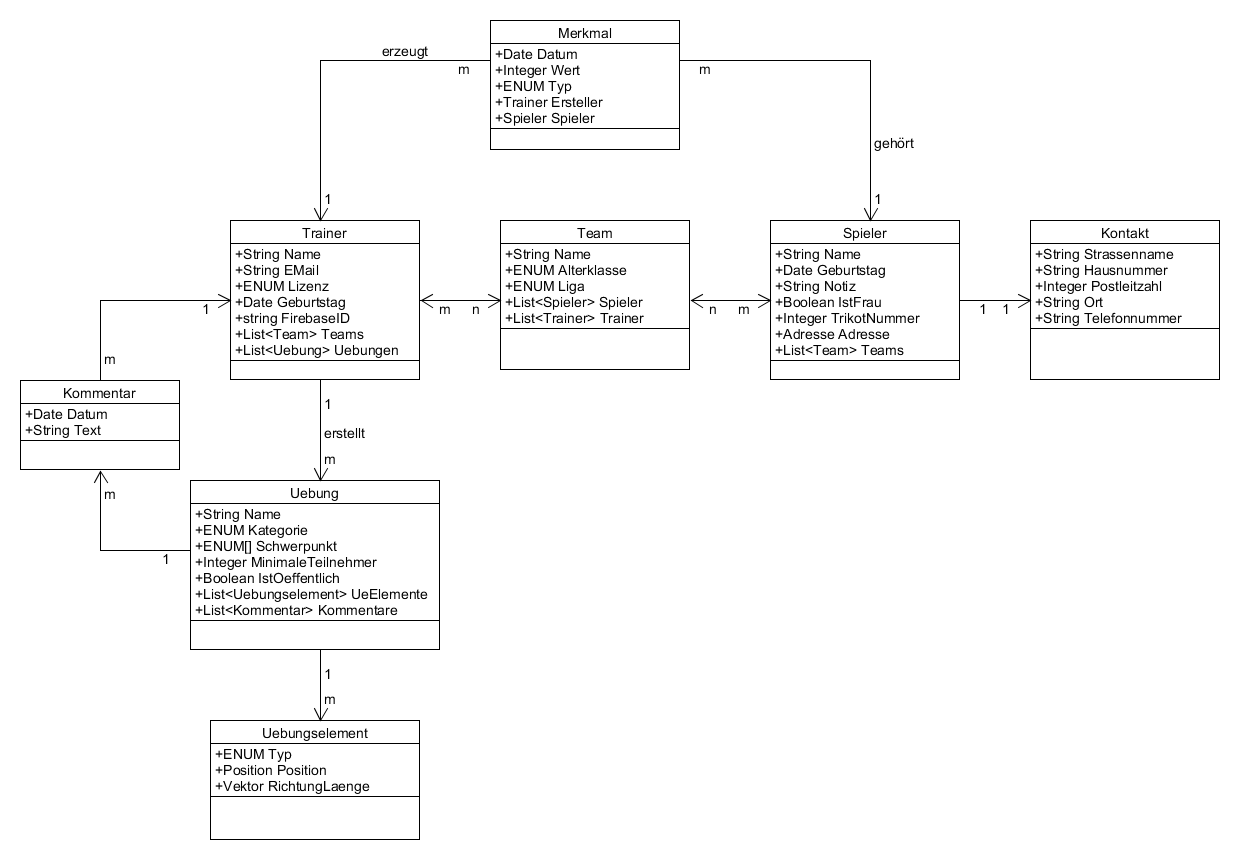 Merkmal
+Date Datum
+Integer Wert
+ENUM Typ
+Trainer Ersteller
+Spieler Spieler
erzeugt
m
m
gehört
1
1
Trainer
+String Name
+String EMail
+ENUM Lizenz
+Date Geburtstag
+string FirebaseID
+List<Team> Teams
+List<Uebung> Uebungen
m
n
Team
+String Name
+ENUM Alterklasse
+ENUM Liga
+List<Spieler> Spieler
+List<Trainer> Trainer
n
m
Spieler
+String Name
+Date Geburtstag
+String Notiz
+Boolean IstFrau
+Integer TrikotNummer
+Adresse Adresse
+List<Team> Teams
1
1
Kontakt
+String Strassenname
+String Hausnummer
+Integer Postleitzahl
+String Ort
+String Telefonnummer
1
m
Kommentar
+Date Datum
+String Text
m
1
1
erstellt
m
Uebung
+String Name
+ENUM Kategorie
+ENUM[] Schwerpunkt
+Integer MinimaleTeilnehmer
+Boolean IstOeffentlich
+List<Uebungselement> UeElemente
+List<Kommentar> Kommentare
1
m
Uebungselement
+ENUM Typ
+Position Position
+Vektor RichtungLaenge